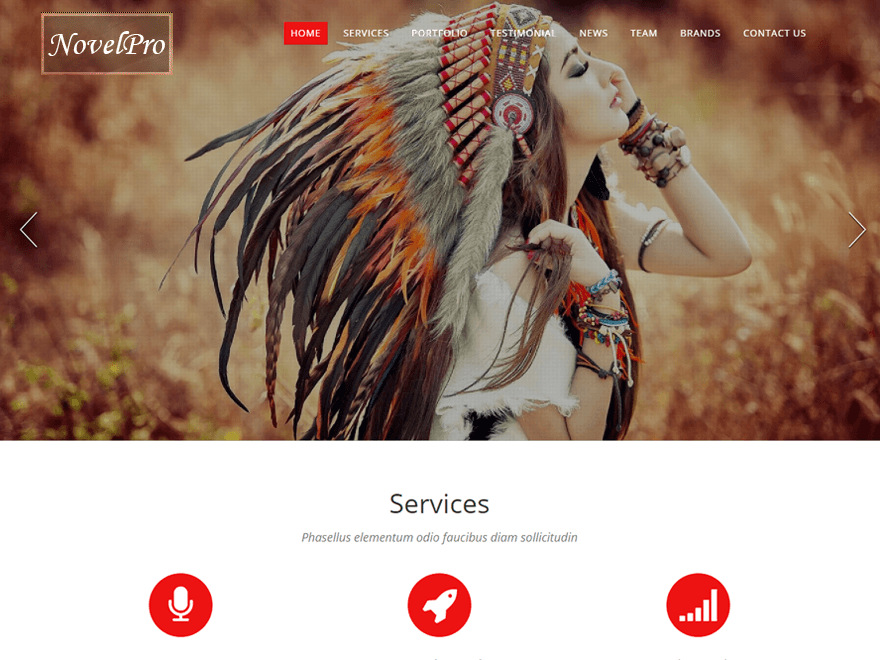 NovelPro
HOME SERVICES PORTFOLIO TESTIMONIAL NEWS TEAM BRANDS CONTACT US
Services
Phasellus elementum odio faucibus diam sollicitudin